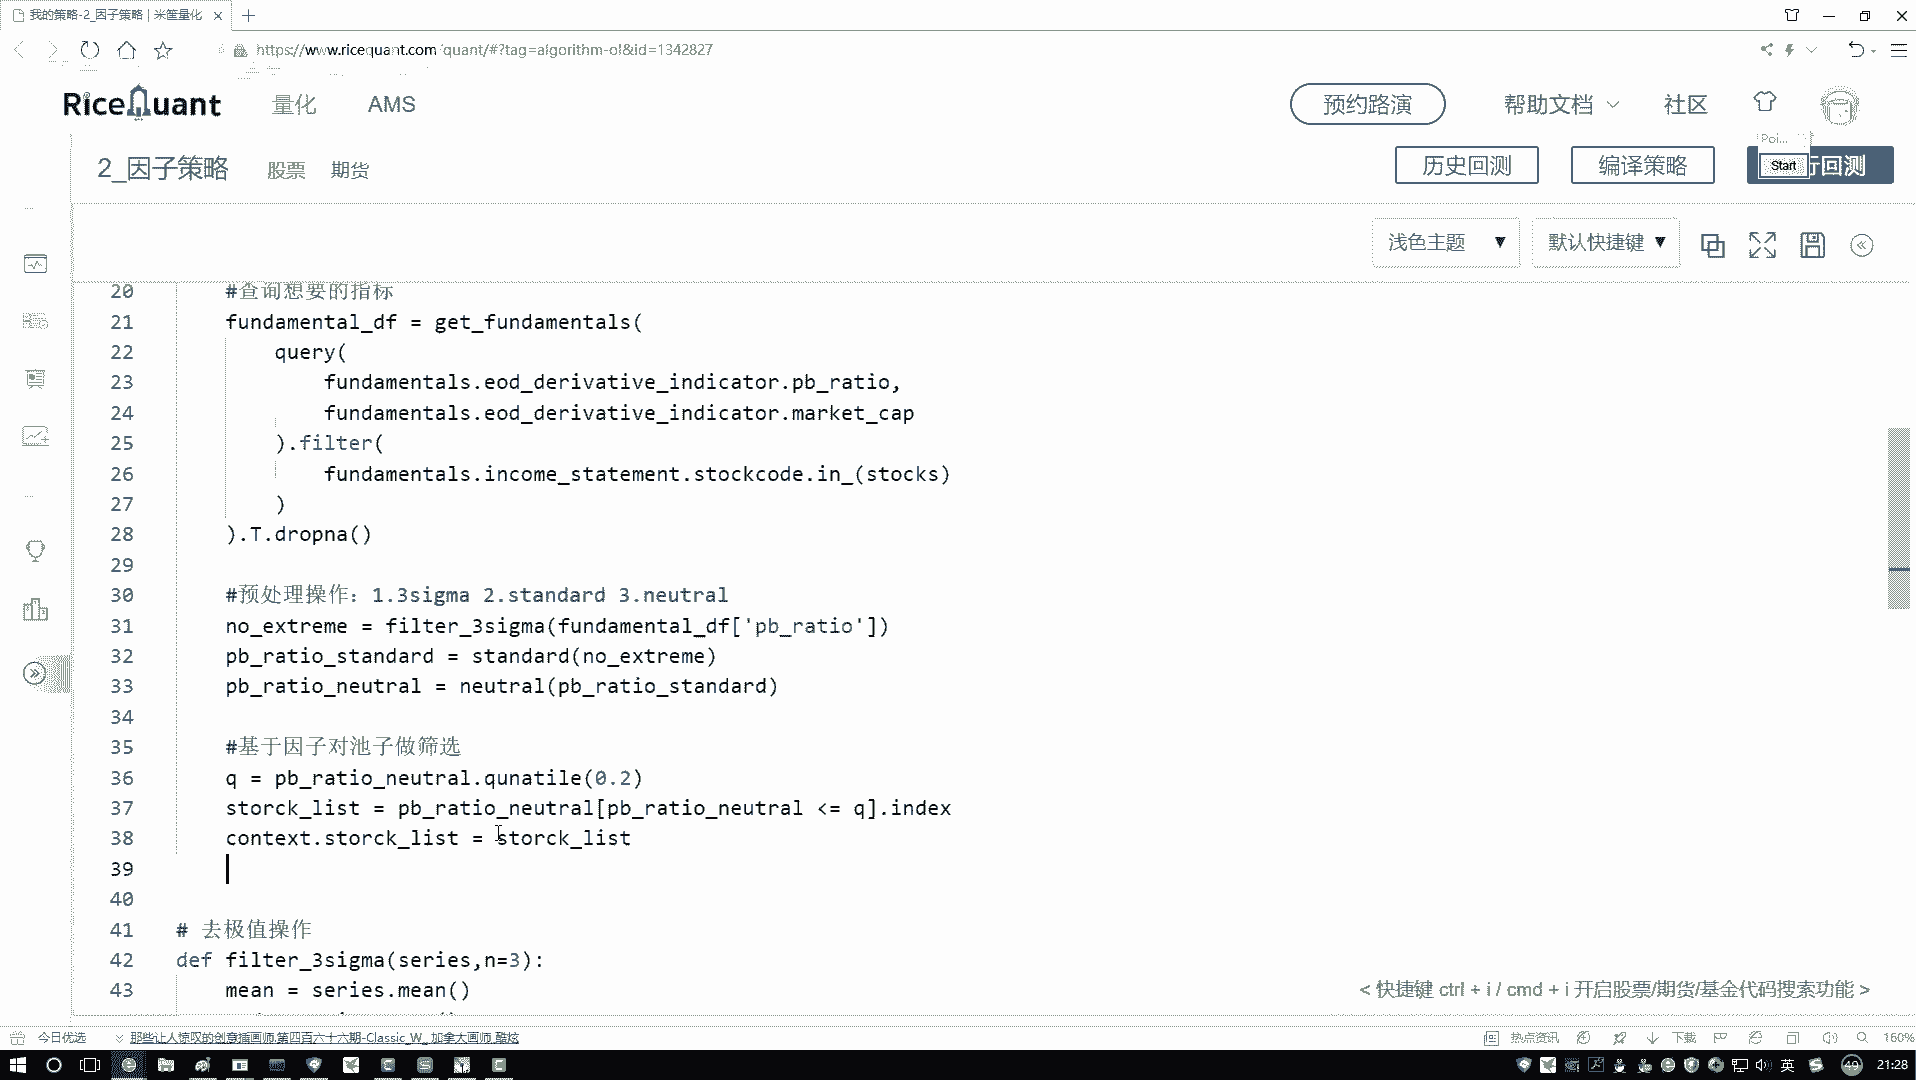 我的策略-2_因子策略 | 米筐量化
https://www.ricequant.com/quant/#?tag=algorithm-ol&id=1342827
RiceQuant 量化 AMS 预约路演 帮助文档 社区
Poi...
2_因子策略 股票 期货 历史回测 编译策略 Start 行回测
浅色主题 ▼ 默认快捷键 ▼
20 #查询想要的指标
21 fundamental_df = get_fundamentals(
22 query(
23 fundamentals.eod_derivative_indicator.pb_ratio,
24 fundamentals.eod_derivative_indicator.market_cap
25 ).filter(
26 fundamentals.income_statement.stockcode.in_(stocks)
27 )
28 ).T.dropna()
29
30 #预处理操作：1.3sigma 2.standard 3.neutral
31 no_extreme = filter_3sigma(fundamental_df['pb_ratio'])
32 pb_ratio_standard = standard(no_extreme)
33 pb_ratio_neutral = neutral(pb_ratio_standard)
34
35 #基于因子对池子做筛选
36 q = pb_ratio_neutral.qunatile(0.2)
37 storck_list = pb_ratio_neutral[pb_ratio_neutral <= q].index
38 context.storck_list = storck_list
39
40
41 # 去极值操作
42 def filter_3sigma(series,n=3):
43 mean = series.mean()
< 快捷键 ctrl + i / cmd + i 开启股票/期货/基金代码搜索功能 >
今日优选 那些让人惊叹的创意插画师.第四百六十六期-Classic_W_ 加拿大画师.酷炫 热点资讯 下载 160%
英 49 21:28